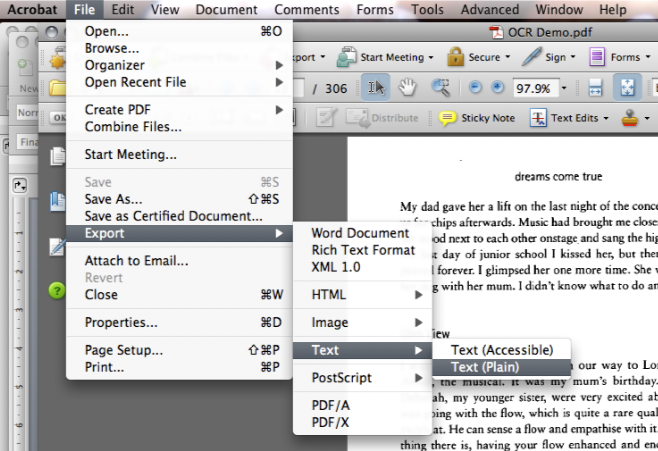 Acrobat File Edit View Document Comments Forms Tools Advanced Window Help
OCR Demo.pdf
Open... ⌘O
Browse...
Organizer
Open Recent File
Create PDF
Combine Files...
Start Meeting...
Save ⌘S
Save As... ⇧⌘S
Save as Certified Document...
Export
Attach to Email...
Revert
Close ⌘W
Properties... ⌘D
Page Setup... ⇧⌘P
Print... ⌘P
Word Document
Rich Text Format
XML 1.0
HTML
Image
Text
PostScript
PDF/A
PDF/X
Text (Accessible)
Text (Plain)
port Start Meeting Secure Sign Forms
/ 306 97.9%
Distribute Sticky Note Text Edits
New
Norr
Fina
OK
dreams come true
My dad gave her a lift on the last night of the conce
chips afterwards. Music had brought me close
ood next to each other onstage and sang the hig
t day of junior school I kissed her, but ther
forever. I glimpsed her one more time. She w
g with her mum. I didn't know what to do an
iew
n our way to Lor
, the musical. It was my mum's birthday.
ah, my younger sister, were very excited ab
oing with the flow, which is quite a rare qual
at. He can sense a flow and empathise with it.
thing there is, having your flow enhanced and enc